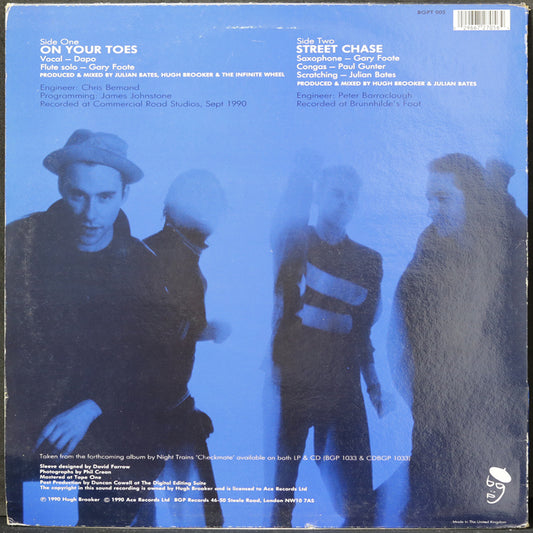 BGPT 005
Side One
ON YOUR TOES
Vocal – Dapo
Flute solo – Gary Foote
PRODUCED & MIXED BY JULIAN BATES, HUGH BROOKER & THE INFINITE WHEEL
Engineer: Chris Bemand
Programming: James Johnstone
Recorded at Commercial Road Studios, Sept 1990
Side Two
STREET CHASE
Saxophone – Gary Foote
Congas – Paul Gunter
Scratching – Julian Bates
PRODUCED & MIXED BY HUGH BROOKER & JULIAN BATES
Engineer: Peter Barraclough
Recorded at Brünnhilde's Foot
Taken from the forthcoming album by Night Trains 'Checkmate' available on both LP & CD (BGP 1033 & CDBGP 1033)
Sleeve designed by David Farrow
Photographs by Phil Crean
Mastered at Tape One
Post Production by Duncan Cowell at The Digital Editing Suite
The copyright in this sound recording is owned by Hugh Brooker and is licensed to Ace Records Ltd
℗ 1990 Hugh Brooker © 1990 Ace Records Ltd BGP Records 46-50 Steele Road, London NW10 7AS
Made In The United Kingdom